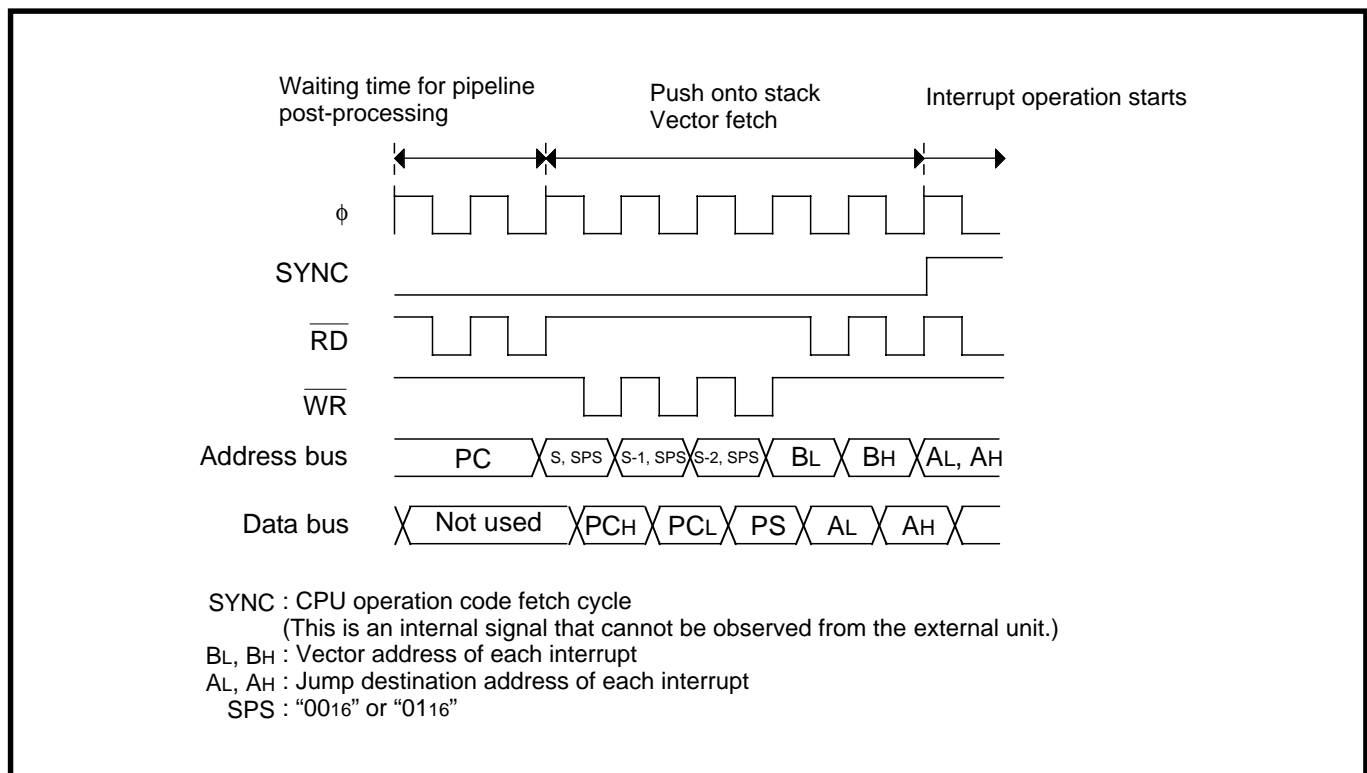 Waiting time for pipeline
post-processing
Push onto stack
Vector fetch
Interrupt operation starts
ϕ
SYNC
RD
WR
Address bus
PC
S, SPS
S-1, SPS
S-2, SPS
BL
BH
AL, AH
Data bus
Not used
PCH
PCL
PS
AL
AH
SYNC : CPU operation code fetch cycle
(This is an internal signal that cannot be observed from the external unit.)
BL, BH : Vector address of each interrupt
AL, AH : Jump destination address of each interrupt
SPS : “0016” or “0116”